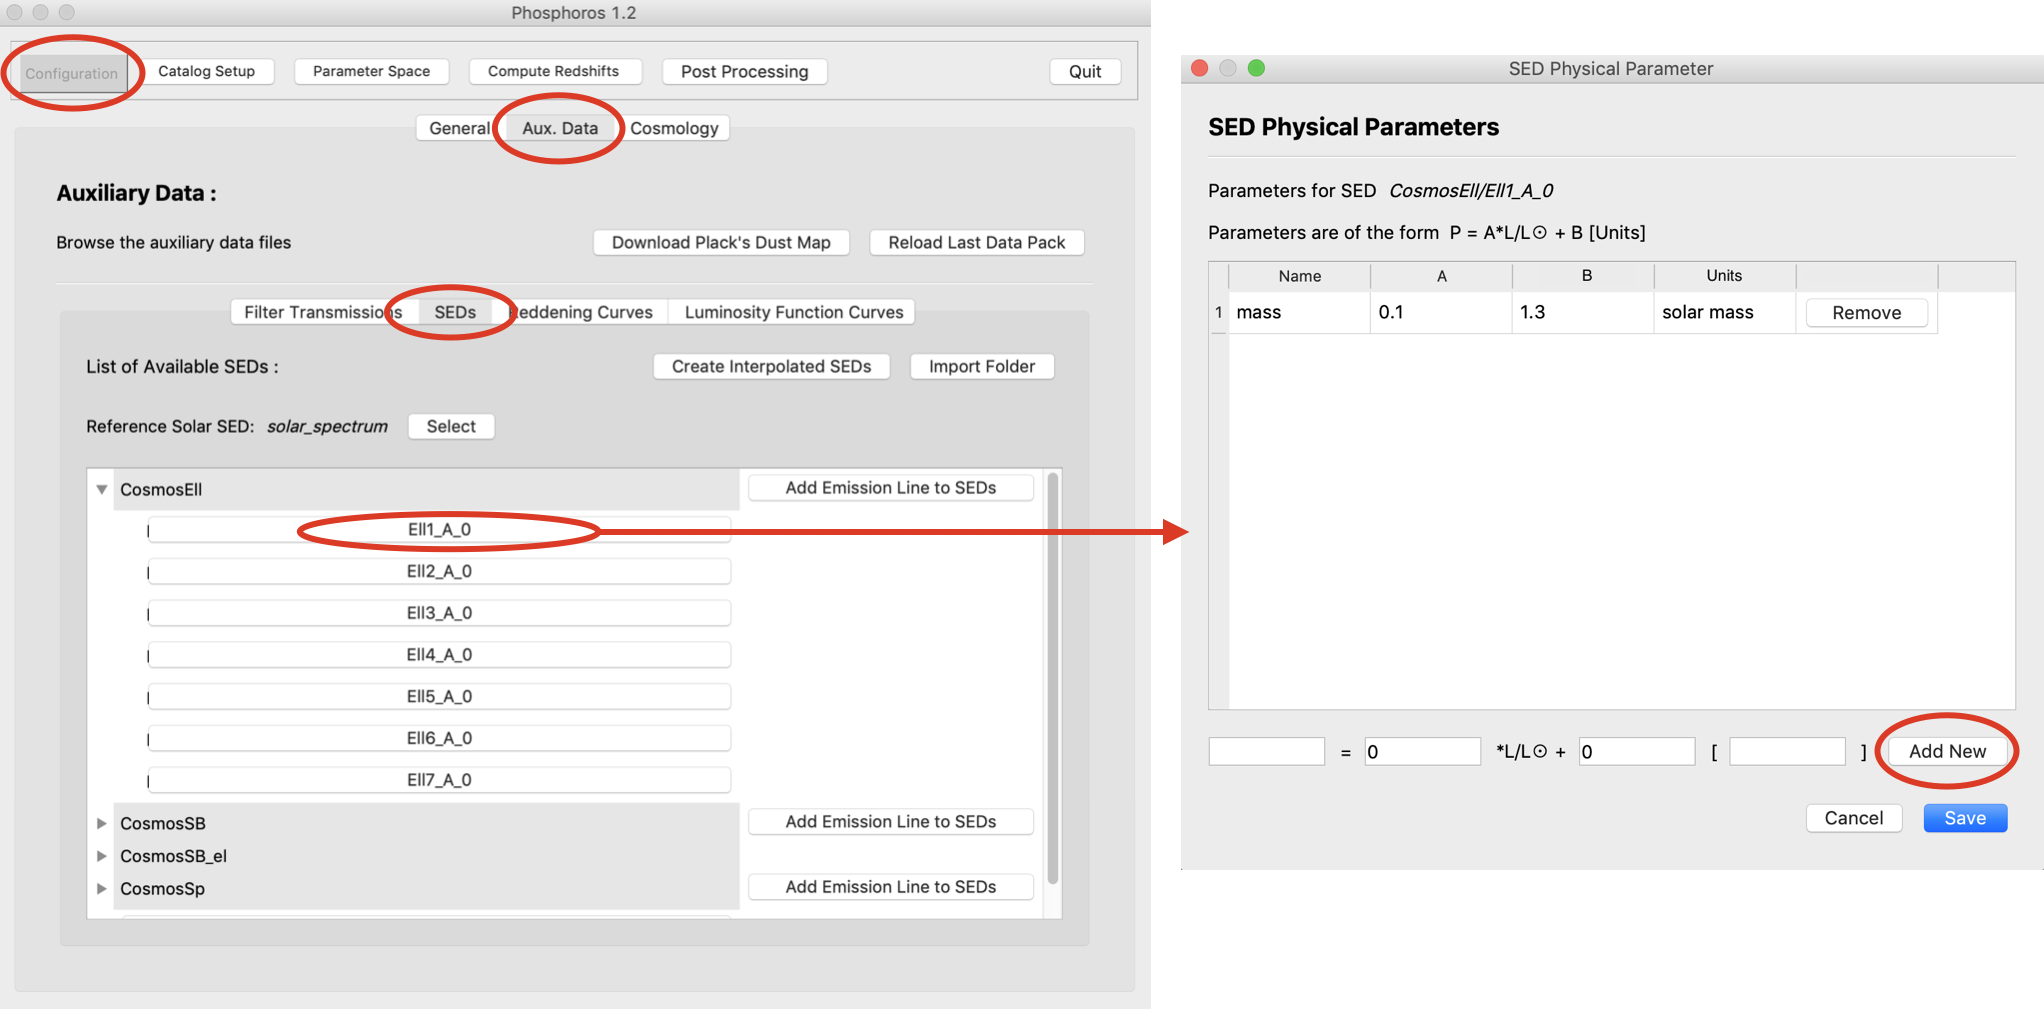 Phosphoros 1.2
Configuration Catalog Setup Parameter Space Compute Redshifts Post Processing Quit
General Aux. Data Cosmology
Auxiliary Data :
Browse the auxiliary data files Download Plack's Dust Map Reload Last Data Pack
Filter Transmissions SEDs eddening Curves Luminosity Function Curves
List of Available SEDs : Create Interpolated SEDs Import Folder
Reference Solar SED: solar_spectrum Select
CosmosEll Add Emission Line to SEDs
Ell1_A_0
Ell2_A_0
Ell3_A_0
Ell4_A_0
Ell5_A_0
Ell6_A_0
Ell7_A_0
CosmosSB Add Emission Line to SEDs
CosmosSB_el
CosmosSp Add Emission Line to SEDs
SED Physical Parameter
SED Physical Parameters
Parameters for SED CosmosEll/Ell1_A_0
Parameters are of the form P = A*L/L⊙ + B [Units]
Name A B Units
1 mass 0.1 1.3 solar mass Remove
= 0 *L/L⊙ + 0 [ ] Add New
Cancel Save